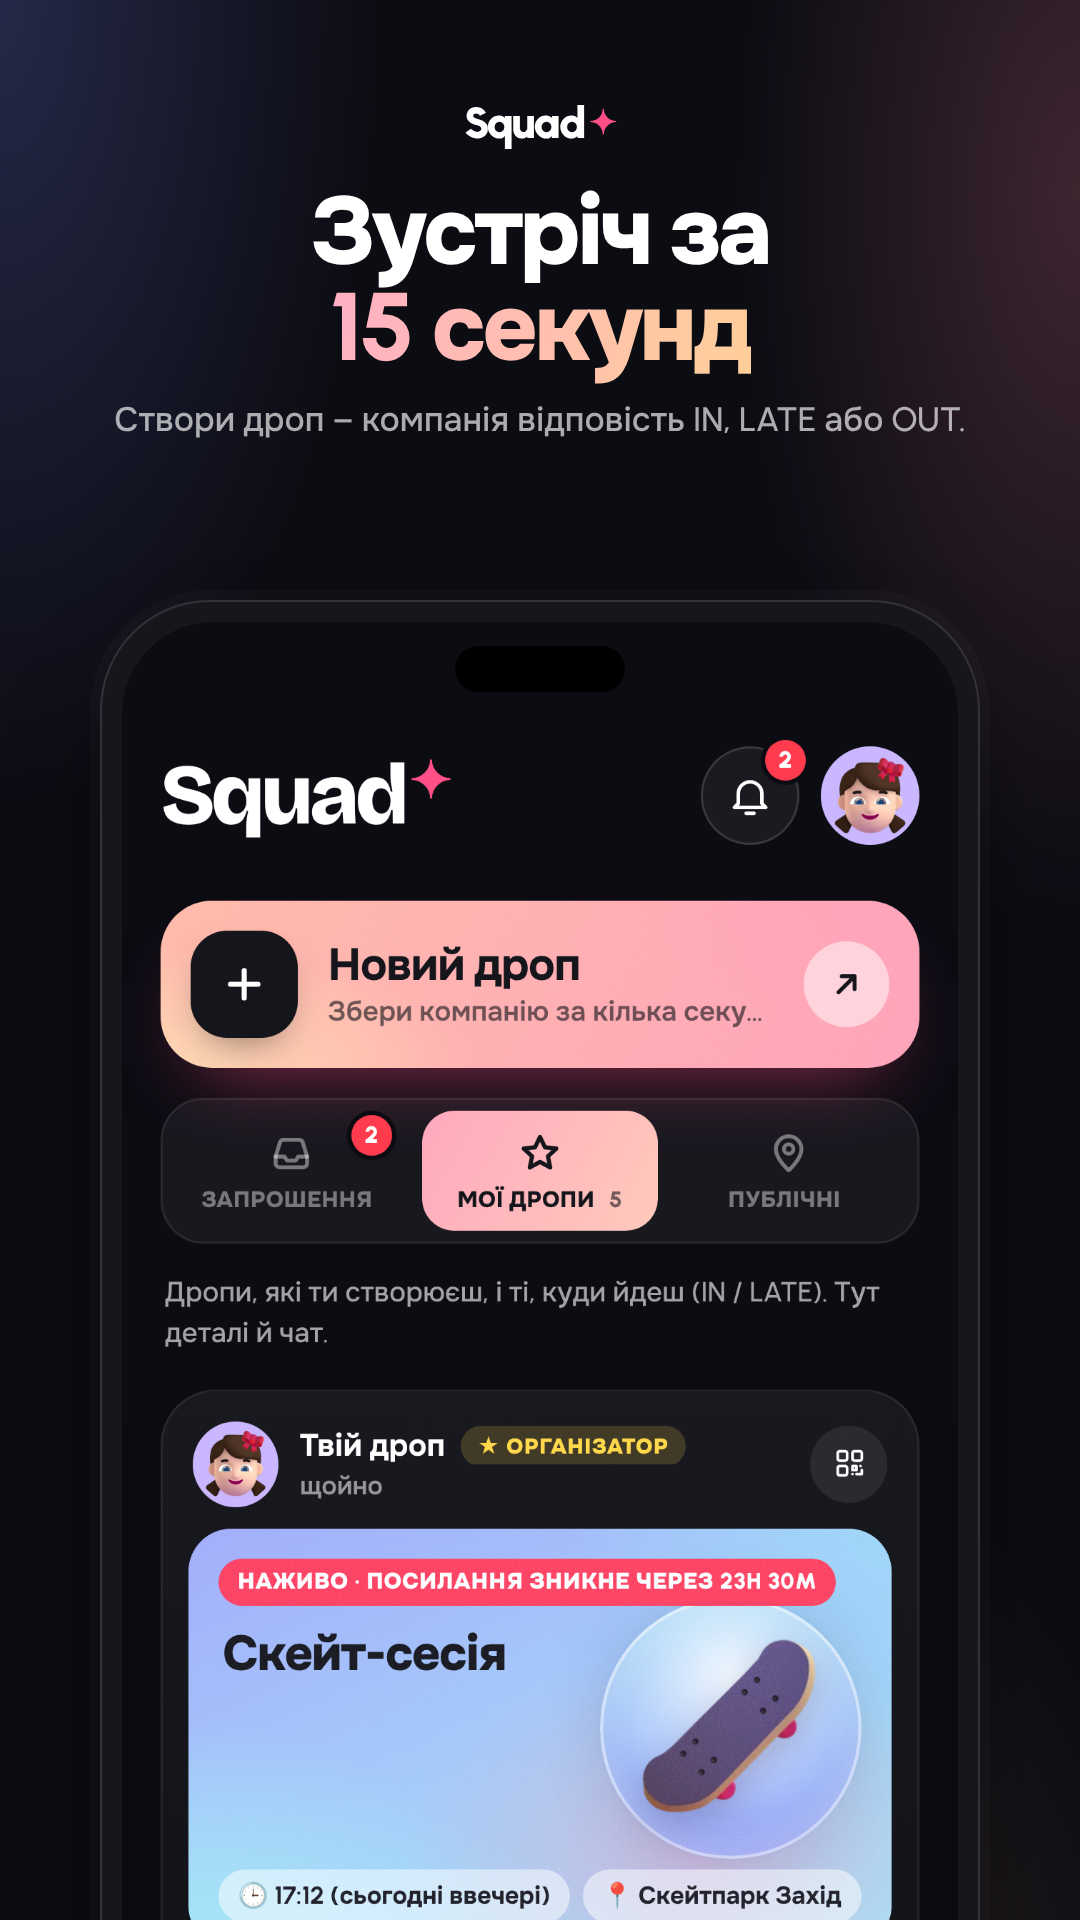 Squad
Зустріч за
15 секунд
Створи дроп – компанія відповість IN, LATE або OUT.
Squad
2
Новий дроп
Збери компанію за кілька секу...
2
ЗАПРОШЕННЯ
МОЇ ДРОПИ 5
ПУБЛІЧНІ
Дропи, які ти створюєш, і ті, куди йдеш (IN / LATE). Тут
деталі й чат.
Твій дроп
★ ОРГАНІЗАТОР
щойно
НАЖИВО · ПОСИЛАННЯ ЗНИКНЕ ЧЕРЕЗ 23H 30M
Скейт-сесія
17:12 (сьогодні ввечері)
Скейтпарк Захід